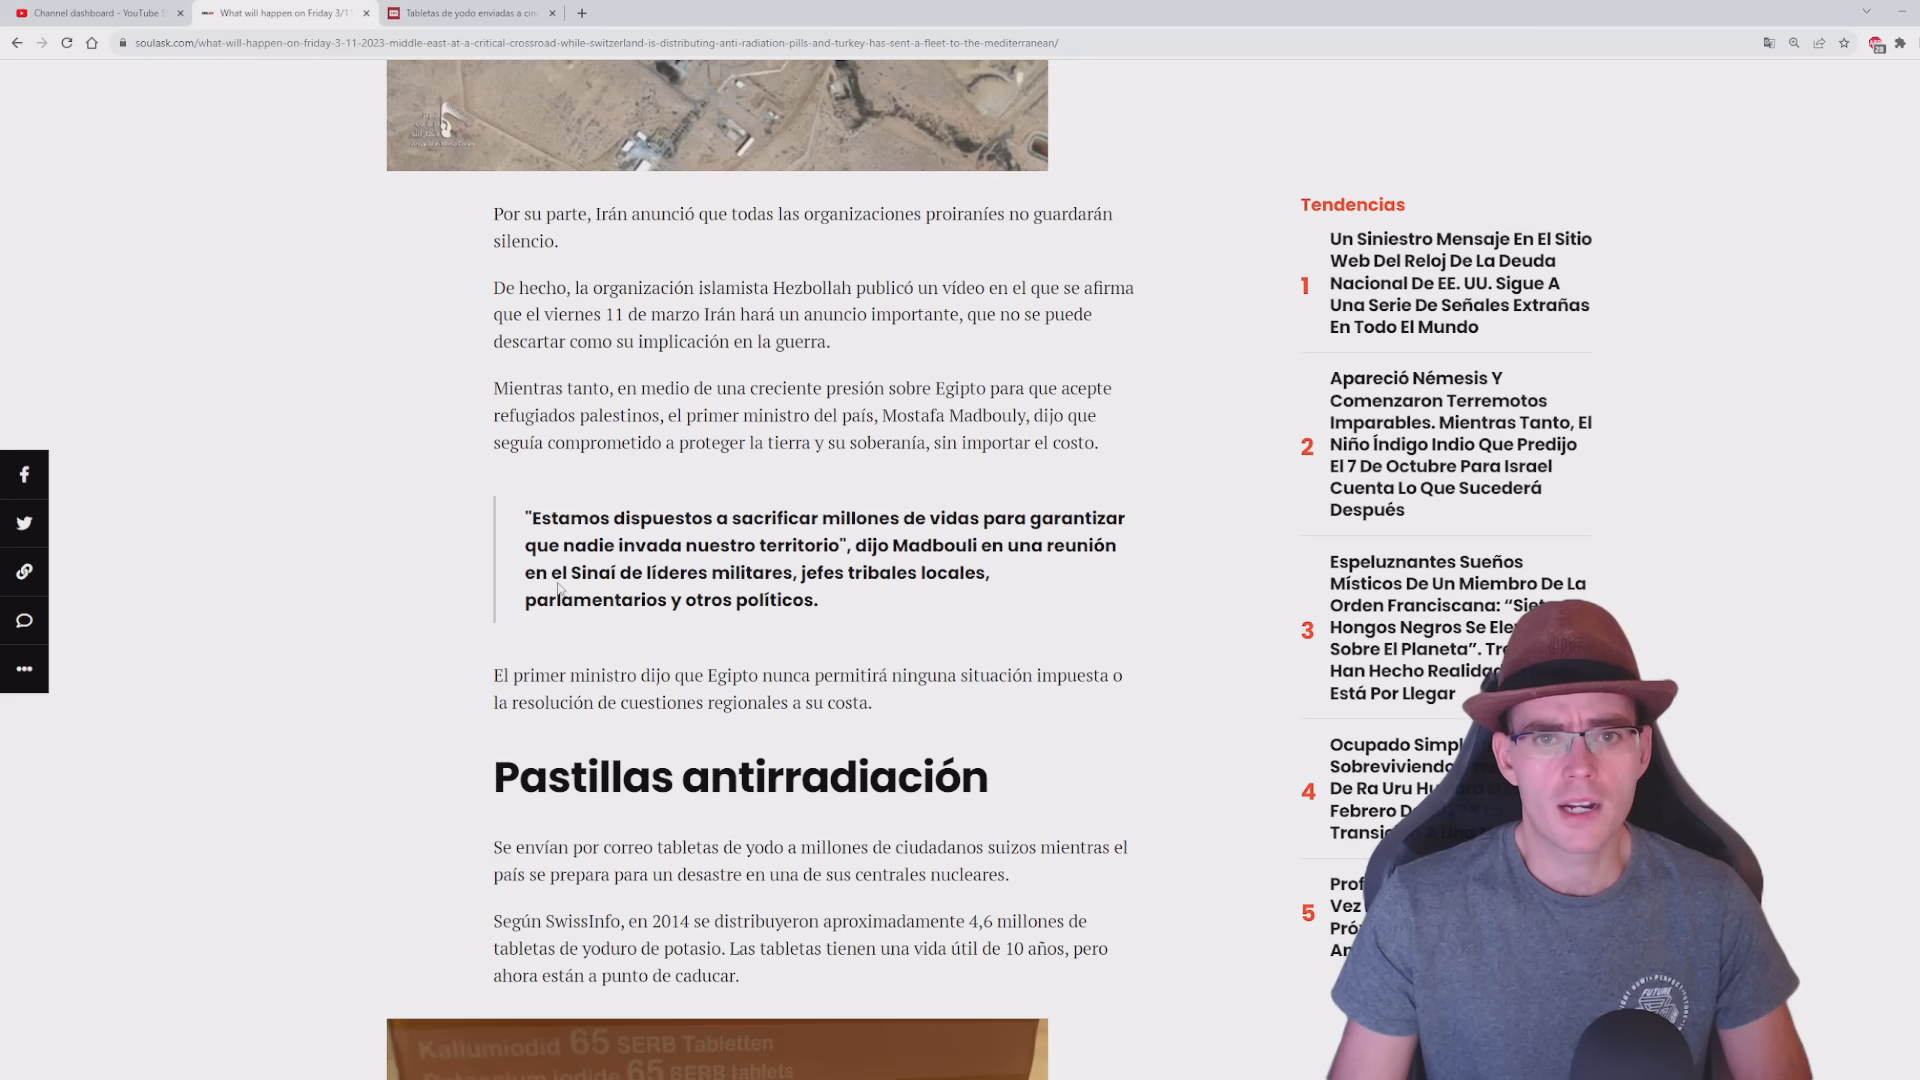 Channel dashboard - YouTube S
What will happen on Friday 3/1
Tabletas de yodo enviadas a cin
soulask.com/what-will-happen-on-friday-3-11-2023-middle-east-at-a-critical-crossroad-while-switzerland-is-distributing-anti-radiation-pills-and-turkey-has-sent-a-fleet-to-the-mediterranean/
Por su parte, Irán anunció que todas las organizaciones proiraníes no guardarán
silencio.
De hecho, la organización islamista Hezbollah publicó un vídeo en el que se afirma
que el viernes 11 de marzo Irán hará un anuncio importante, que no se puede
descartar como su implicación en la guerra.
Mientras tanto, en medio de una creciente presión sobre Egipto para que acepte
refugiados palestinos, el primer ministro del país, Mostafa Madbouly, dijo que
seguía comprometido a proteger la tierra y su soberanía, sin importar el costo.
"Estamos dispuestos a sacrificar millones de vidas para garantizar
que nadie invada nuestro territorio", dijo Madbouli en una reunión
en el Sinaí de líderes militares, jefes tribales locales,
parlamentarios y otros políticos.
El primer ministro dijo que Egipto nunca permitirá ninguna situación impuesta o
la resolución de cuestiones regionales a su costa.
Pastillas antirradiación
Se envían por correo tabletas de yodo a millones de ciudadanos suizos mientras el
país se prepara para un desastre en una de sus centrales nucleares.
Según SwissInfo, en 2014 se distribuyeron aproximadamente 4,6 millones de
tabletas de yoduro de potasio. Las tabletas tienen una vida útil de 10 años, pero
ahora están a punto de caducar.
Kaliumiodid 65 SERB Tabletten
Potassium iodide 65 SERB tablets
Tendencias
1
Un Siniestro Mensaje En El Sitio
Web Del Reloj De La Deuda
Nacional De EE. UU. Sigue A
Una Serie De Señales Extrañas
En Todo El Mundo
2
Apareció Némesis Y
Comenzaron Terremotos
Imparables. Mientras Tanto, El
Niño Índigo Indio Que Predijo
El 7 De Octubre Para Israel
Cuenta Lo Que Sucederá
Después
3
Espeluznantes Sueños
Místicos De Un Miembro De La
Orden Franciscana: “Siet
Hongos Negros Se Ele
Sobre El Planeta”. Tre
Han Hecho Realidad
Está Por Llegar
4
Ocupado Simpl
Sobreviviendo
De Ra Uru Hu
Febrero De
Transi
5
Prof
Vez
Pró
An
FUTURE